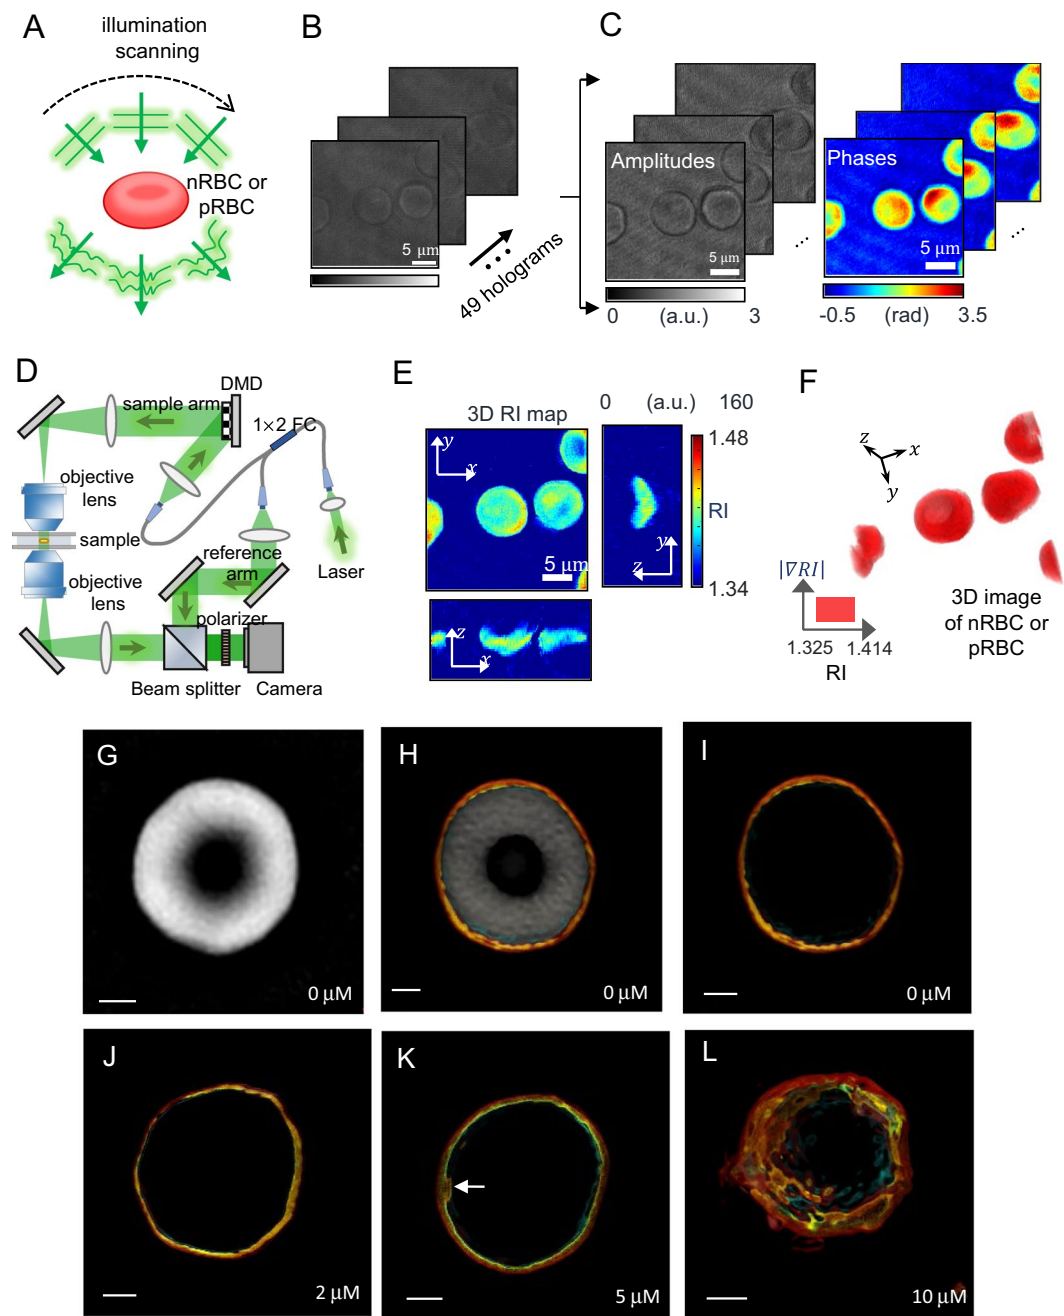 A
illumination
scanning
nRBC or
pRBC
B
5 μm
49 holograms
...
C
Amplitudes
5 μm
...
0 (a.u.) 3
Phases
5 μm
...
-0.5 (rad) 3.5
D
DMD
sample arm
1×2 FC
objective
lens
sample
objective
lens
reference
arm
Laser
polarizer
Beam splitter
Camera
E
3D RI map
0 (a.u.) 160
y
x
5 μm
y
z
1.48
RI
1.34
z
x
F
z
x
y
|∇RI|
1.325 1.414
RI
3D image
of nRBC or
pRBC
G
0 μM
H
0 μM
I
0 μM
J
2 μM
K
5 μM
L
10 μM